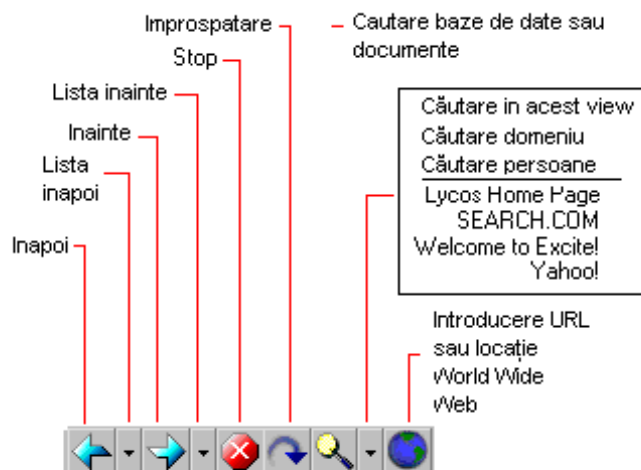 Improspatare
Cautare baze de date sau
documente
Stop
Lista inainte
Inainte
Lista
inapoi
Inapoi
Căutare in acest view
Căutare domeniu
Căutare persoane
Lycos Home Page
SEARCH.COM
Welcome to Excite!
Yahoo!
Introducere URL
sau locație
World Wide
Web